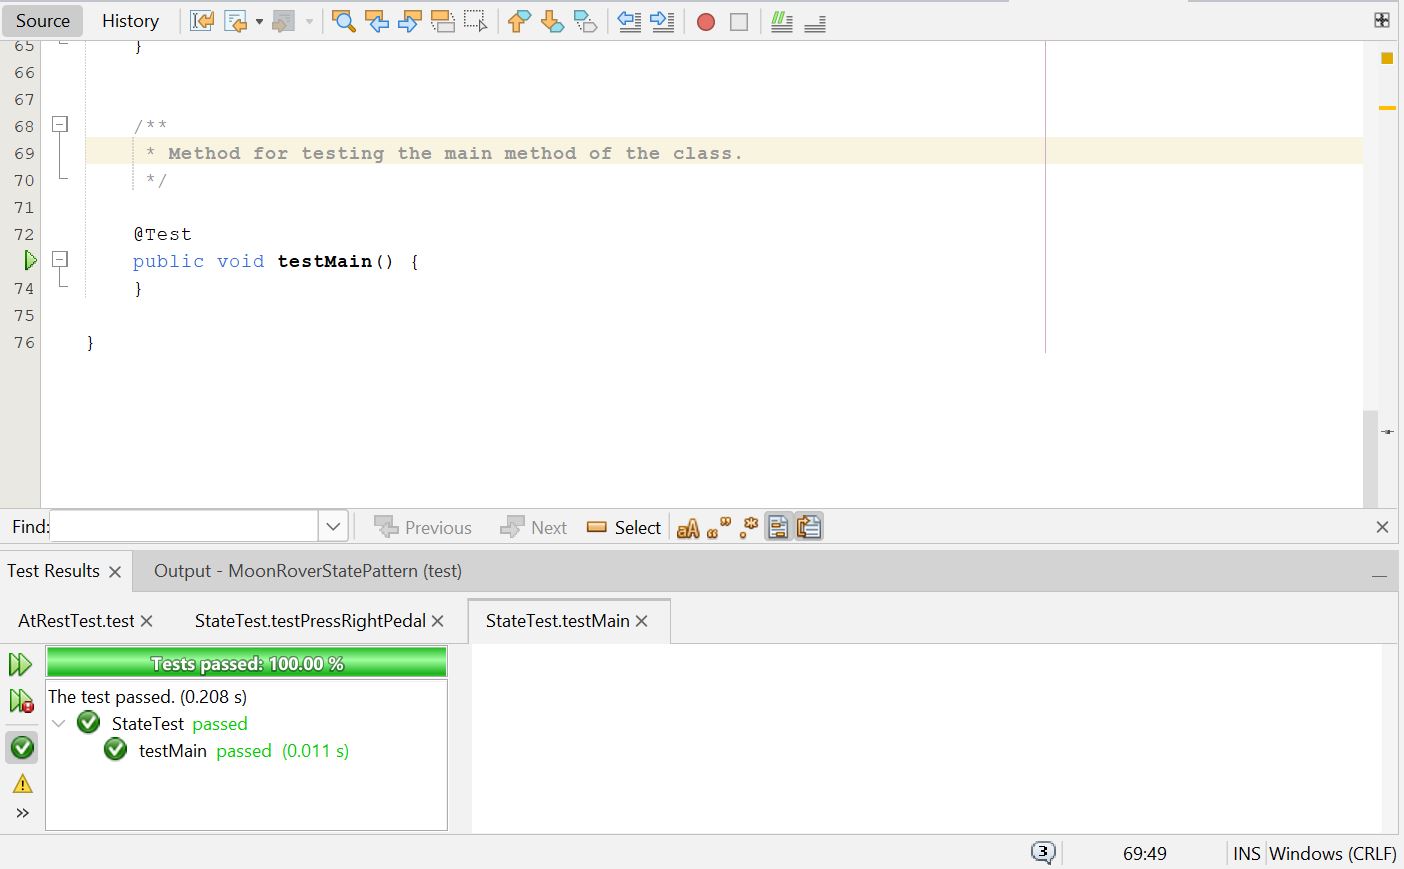 Source History
65 }
66
67
68 /**
69 * Method for testing the main method of the class.
70 */
71
72 @Test
public void testMain() {
74 }
75
76 }
Find: Previous Next Select aA
Test Results Output - MoonRoverStatePattern (test)
AtRestTest.test StateTest.testPressRightPedal StateTest.testMain
Tests passed: 100.00 %
The test passed. (0.208 s)
StateTest passed
testMain passed (0.011 s)
3 69:49 INS Windows (CRLF)